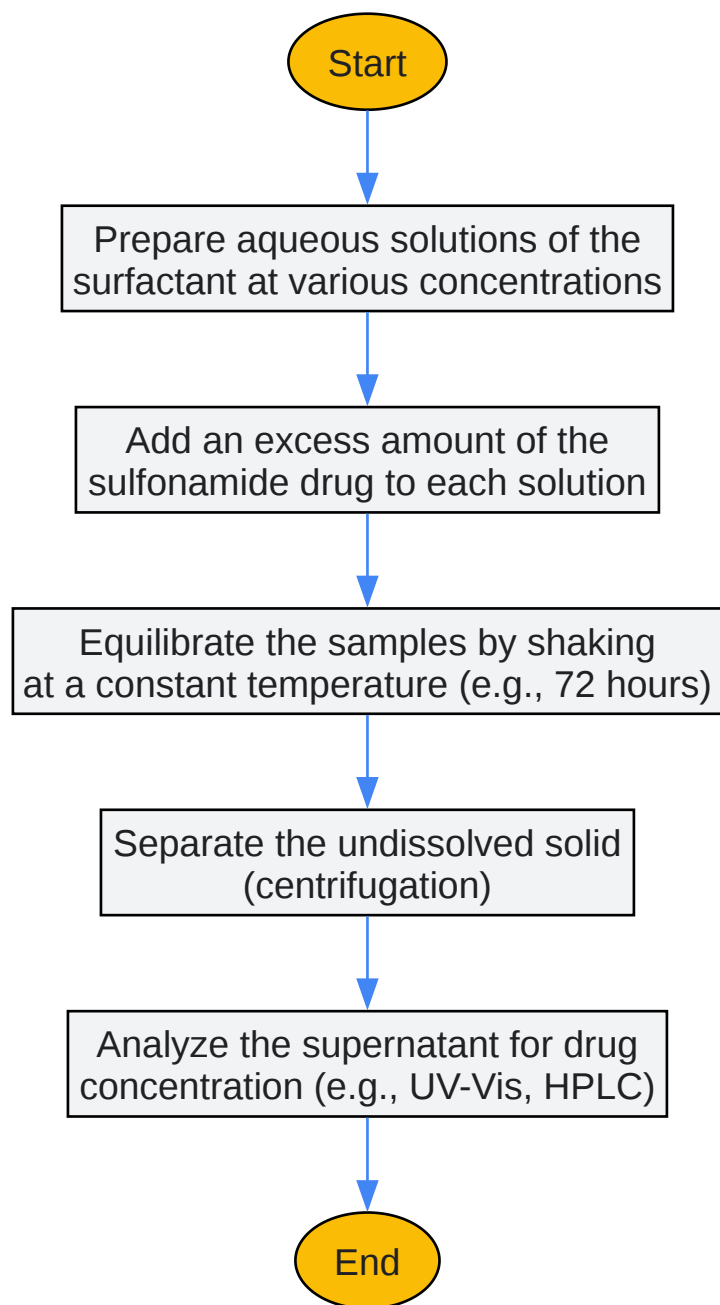 Start
Prepare aqueous solutions of the
surfactant at various concentrations
Add an excess amount of the
sulfonamide drug to each solution
Equilibrate the samples by shaking
at a constant temperature (e.g., 72 hours)
Separate the undissolved solid
(centrifugation)
Analyze the supernatant for drug
concentration (e.g., UV-Vis, HPLC)
End